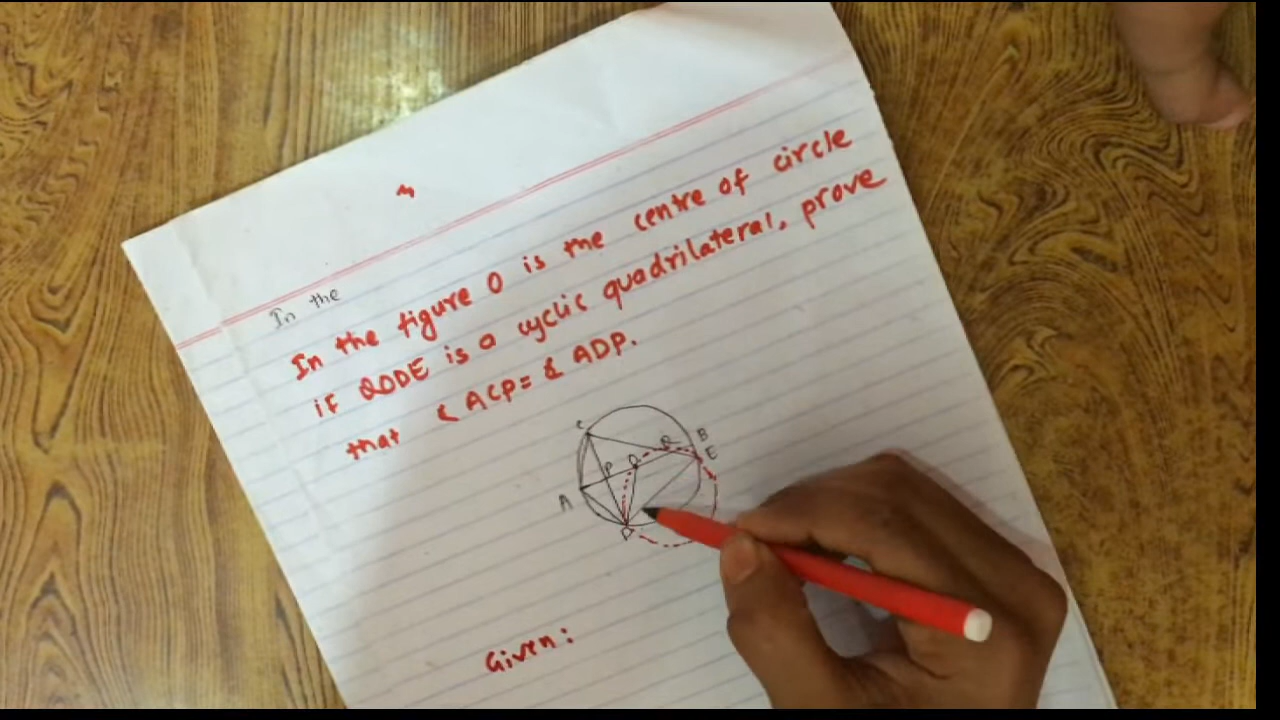 In the
In the figure O is the centre of circle
if QODE is a cyclic quadrilateral, prove
that ∠ACP = ∠ADP.
C
B
E
P
A
D
Given: